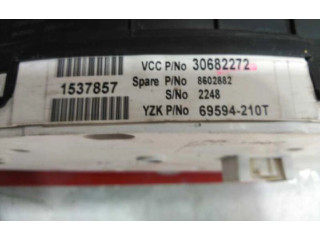 VCC P/No 30682272
1537857
Spare P/No 8602882
S/No 2248
YZK P/No 69594-210T